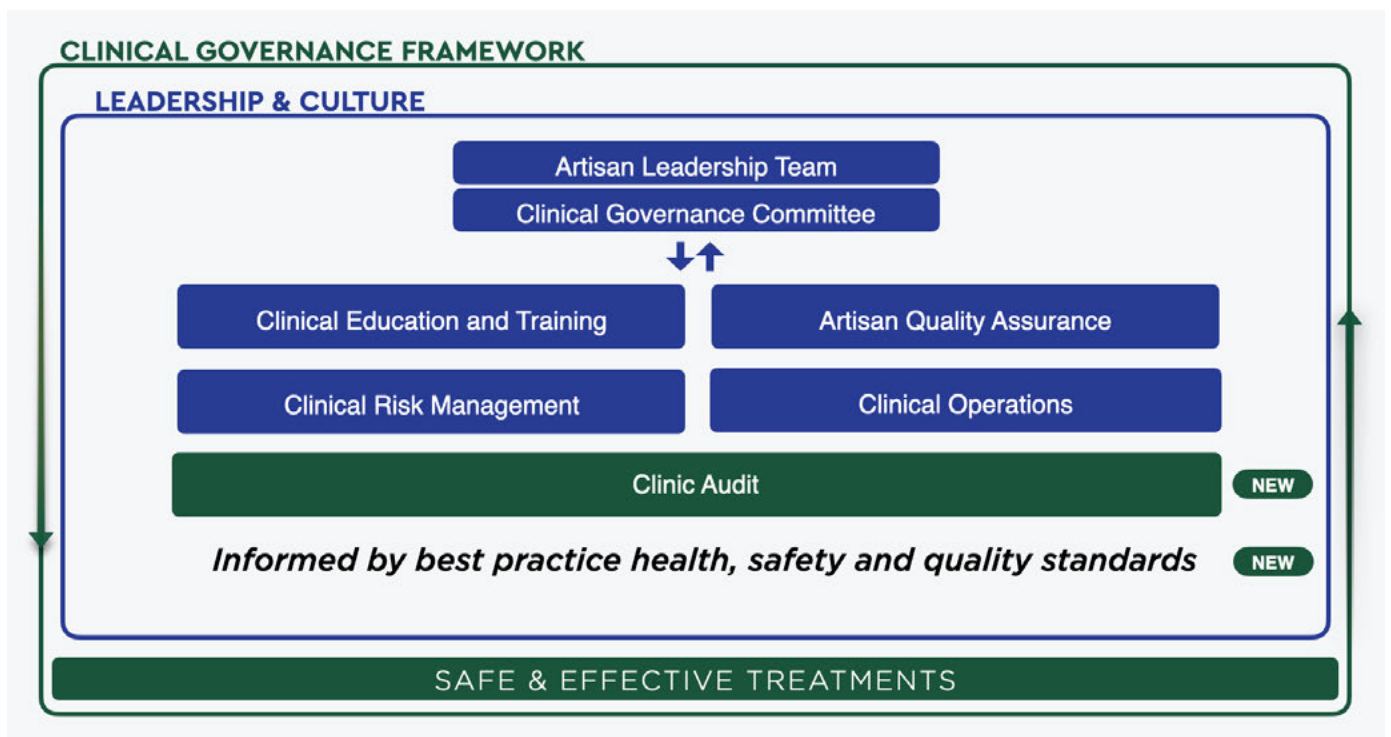 CLINICAL GOVERNANCE FRAMEWORK
LEADERSHIP & CULTURE
Artisan Leadership Team
Clinical Governance Committee
Clinical Education and Training
Artisan Quality Assurance
Clinical Risk Management
Clinical Operations
Clinic Audit
NEW
Informed by best practice health, safety and quality standards
NEW
SAFE & EFFECTIVE TREATMENTS